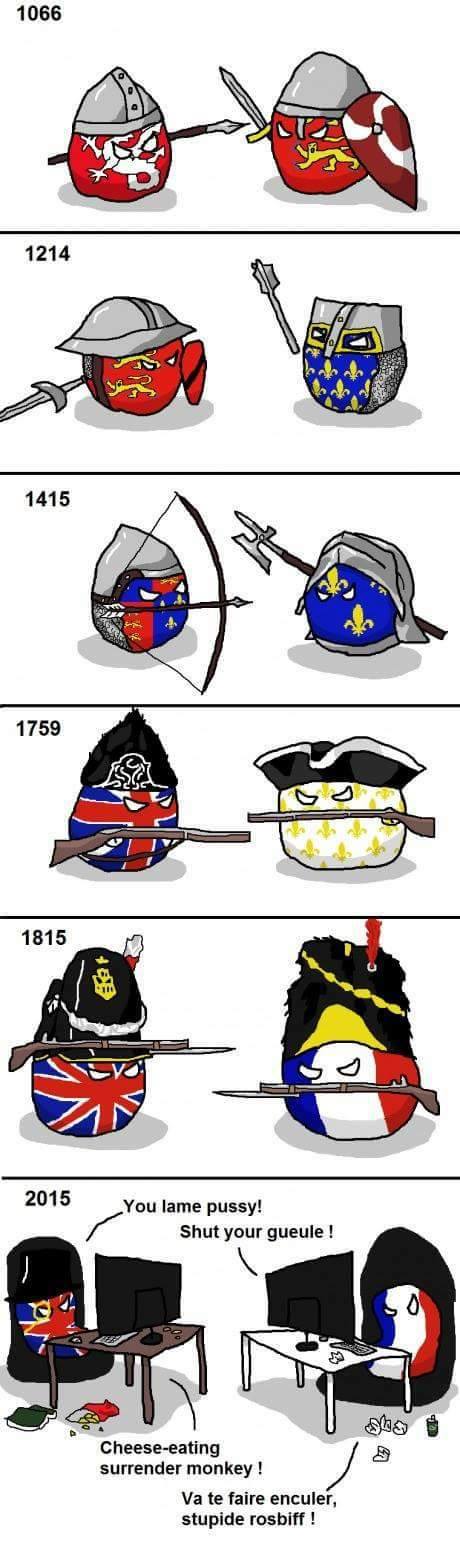 1066
1214
1415
1759
1815
2015
You lame pussy!
Shut your gueule !
Cheese-eating
surrender monkey !
Va te faire enculer,
stupide rosbiff !